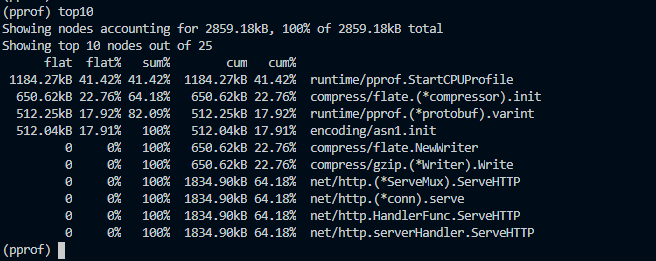 (pprof) top10
Showing nodes accounting for 2859.18kB, 100% of 2859.18kB total
Showing top 10 nodes out of 25
flat flat% sum% cum cum%
1184.27kB 41.42% 41.42% 1184.27kB 41.42% runtime/pprof.StartCPUProfile
650.62kB 22.76% 64.18% 650.62kB 22.76% compress/flate.(*compressor).init
512.25kB 17.92% 82.09% 512.25kB 17.92% runtime/pprof.(*protobuf).varint
512.04kB 17.91% 100% 512.04kB 17.91% encoding/asn1.init
0 0% 100% 650.62kB 22.76% compress/flate.NewWriter
0 0% 100% 650.62kB 22.76% compress/gzip.(*Writer).Write
0 0% 100% 1834.90kB 64.18% net/http.(*ServeMux).ServeHTTP
0 0% 100% 1834.90kB 64.18% net/http.(*conn).serve
0 0% 100% 1834.90kB 64.18% net/http.HandlerFunc.ServeHTTP
0 0% 100% 1834.90kB 64.18% net/http.serverHandler.ServeHTTP
(pprof)